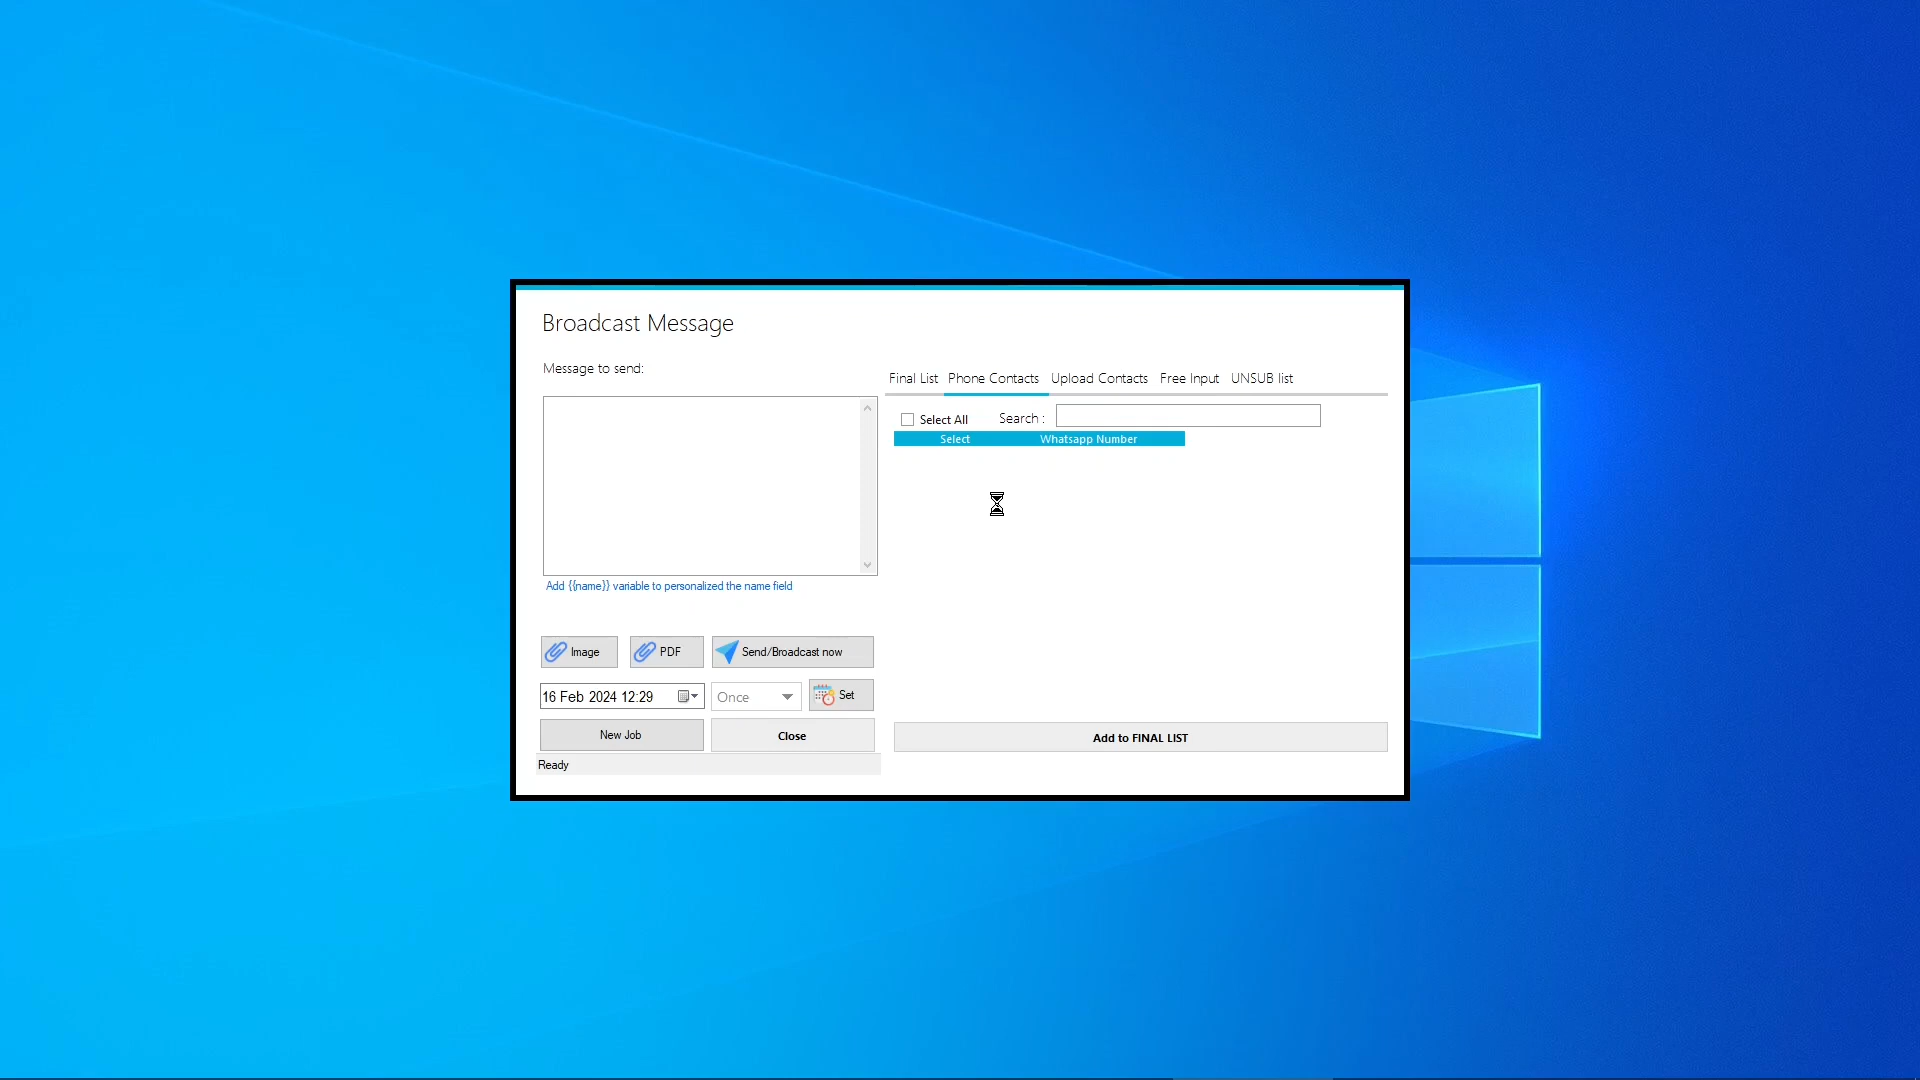 Broadcast Message
Message to send:
Add {{name}} variable to personalized the name field
Image
PDF
Send/Broadcast now
16 Feb 2024 12:29
Once
Set
New Job
Close
Ready
Final List
Phone Contacts
Upload Contacts
Free Input
UNSUB list
Select All
Search :
Select
Whatsapp Number
Add to FINAL LIST